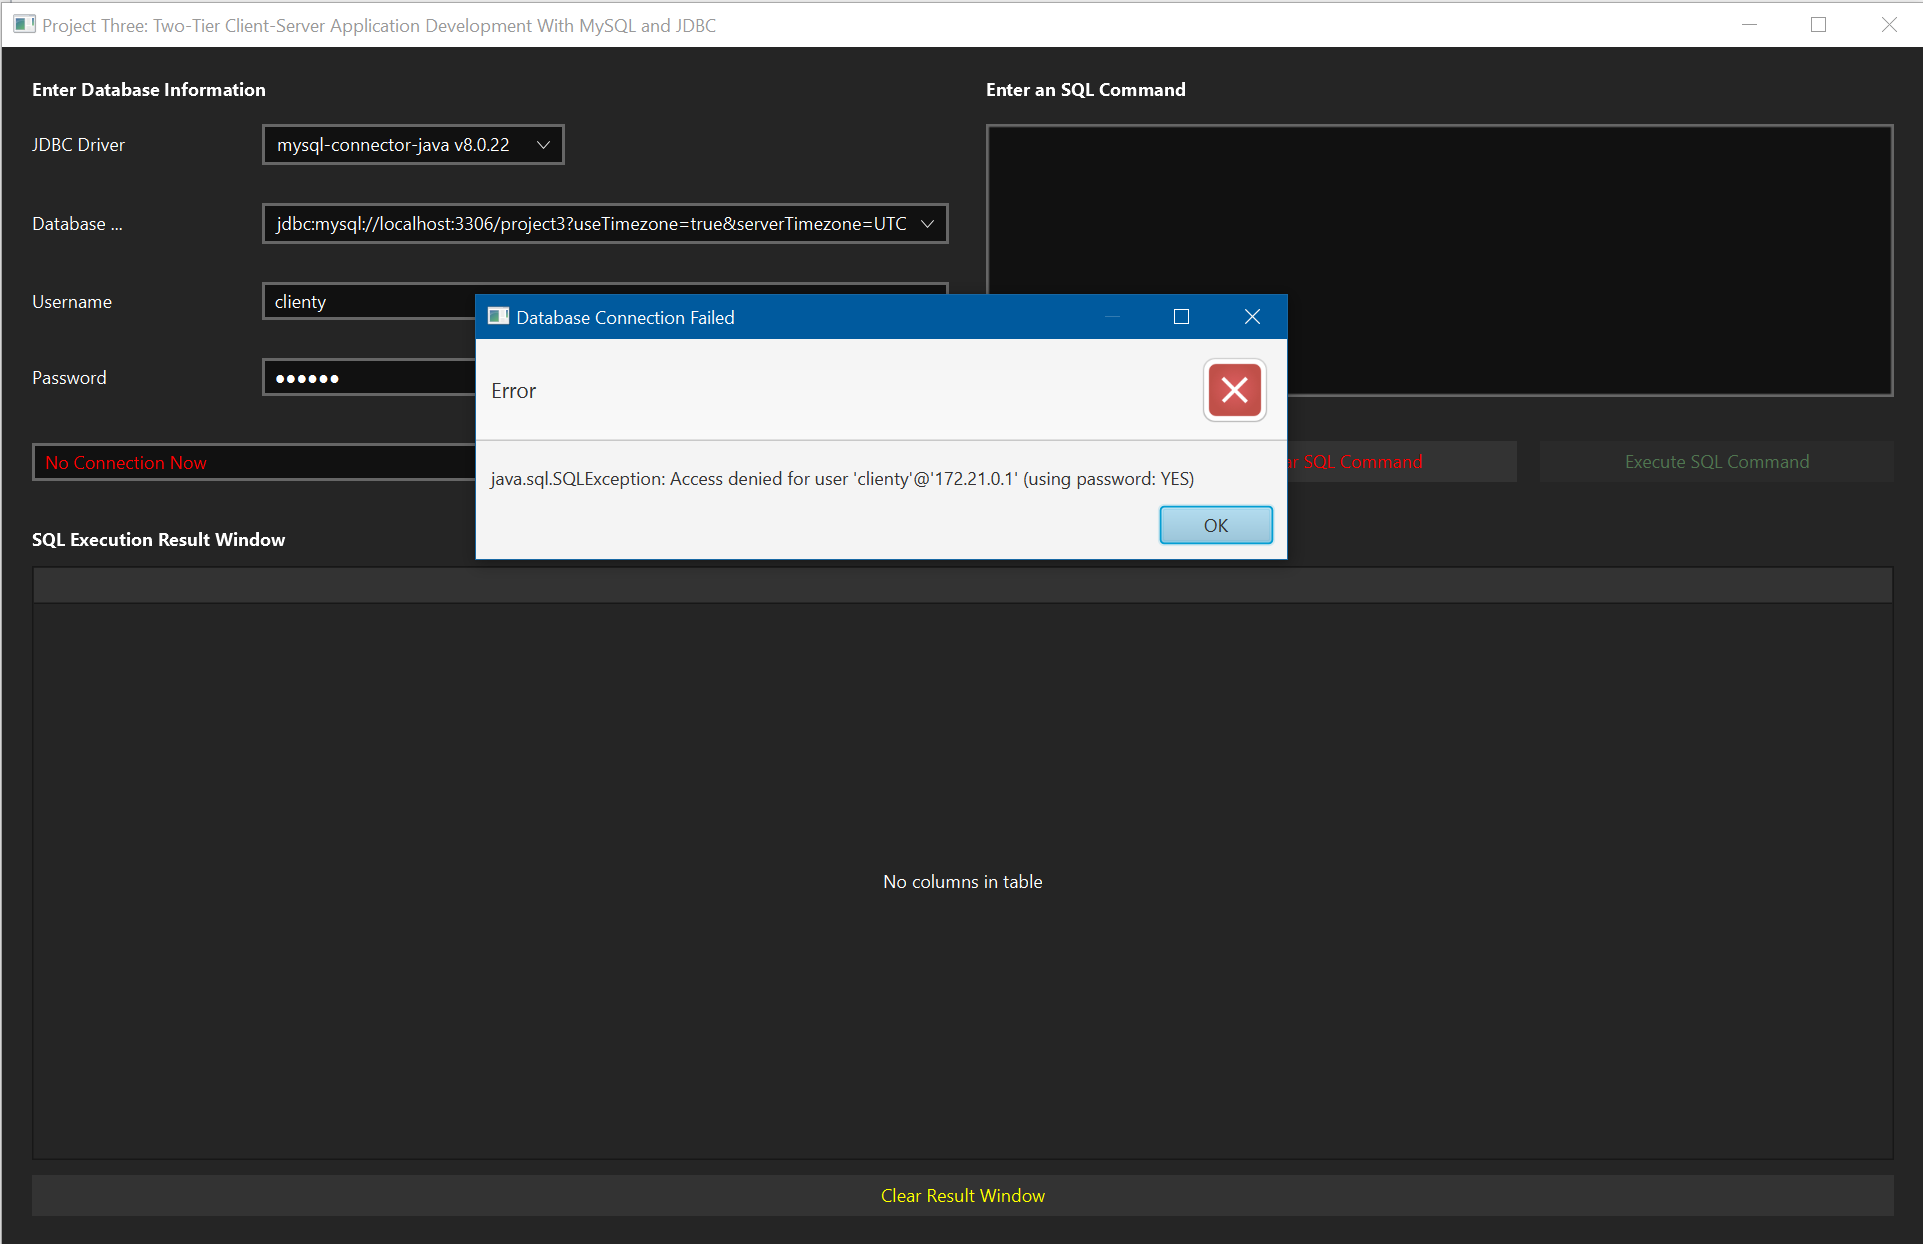 Project Three: Two-Tier Client-Server Application Development With MySQL and JDBC
Enter Database Information
Enter an SQL Command
JDBC Driver
mysql-connector-java v8.0.22
Database ...
jdbc:mysql://localhost:3306/project3?useTimezone=true&serverTimezone=UTC
Username
clienty
Database Connection Failed
Password
●●●●●●
Error
No Connection Now
SQL Command
Execute SQL Command
java.sql.SQLException: Access denied for user 'clienty'@'172.21.0.1' (using password: YES)
OK
SQL Execution Result Window
No columns in table
Clear Result Window